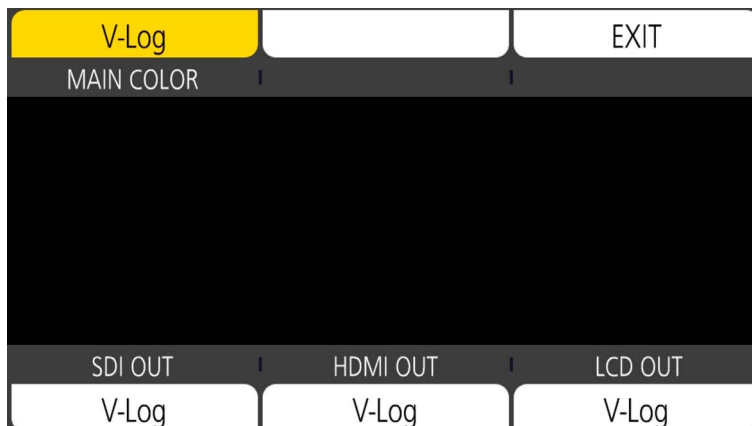 V-Log EXIT
MAIN COLOR
SDI OUT HDMI OUT LCD OUT
V-Log V-Log V-Log